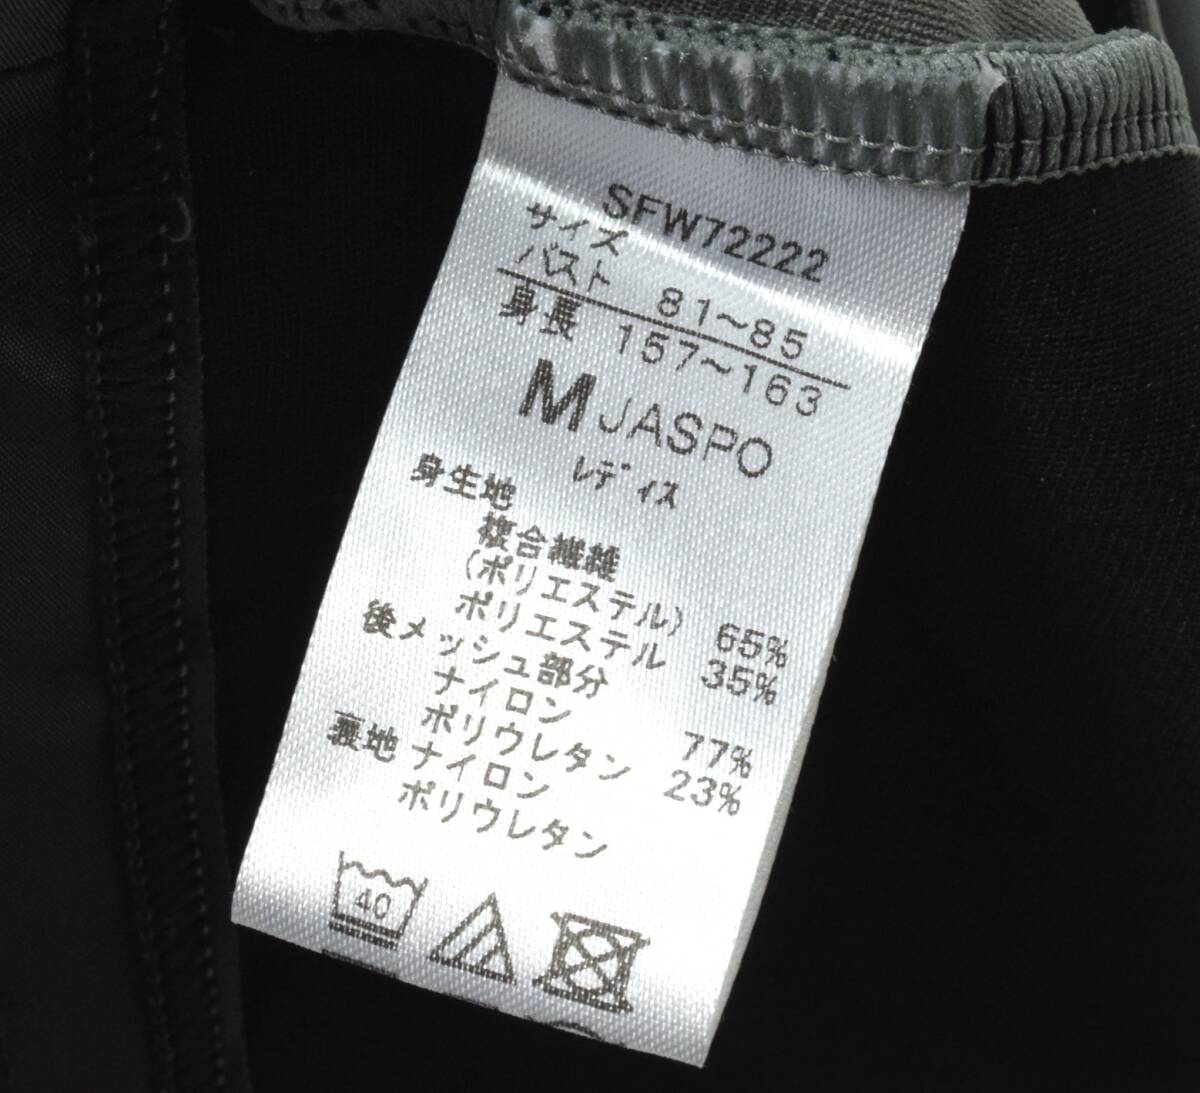 SFW72222
サイズ
バスト 81～85
身長 157～163
M JASPO
レディス
身生地
複合繊維
(ポリエステル) 65%
ポリエステル 35%
後メッシュ部分
ナイロン 77%
ポリウレタン 23%
裏地 ナイロン
ポリウレタン
40